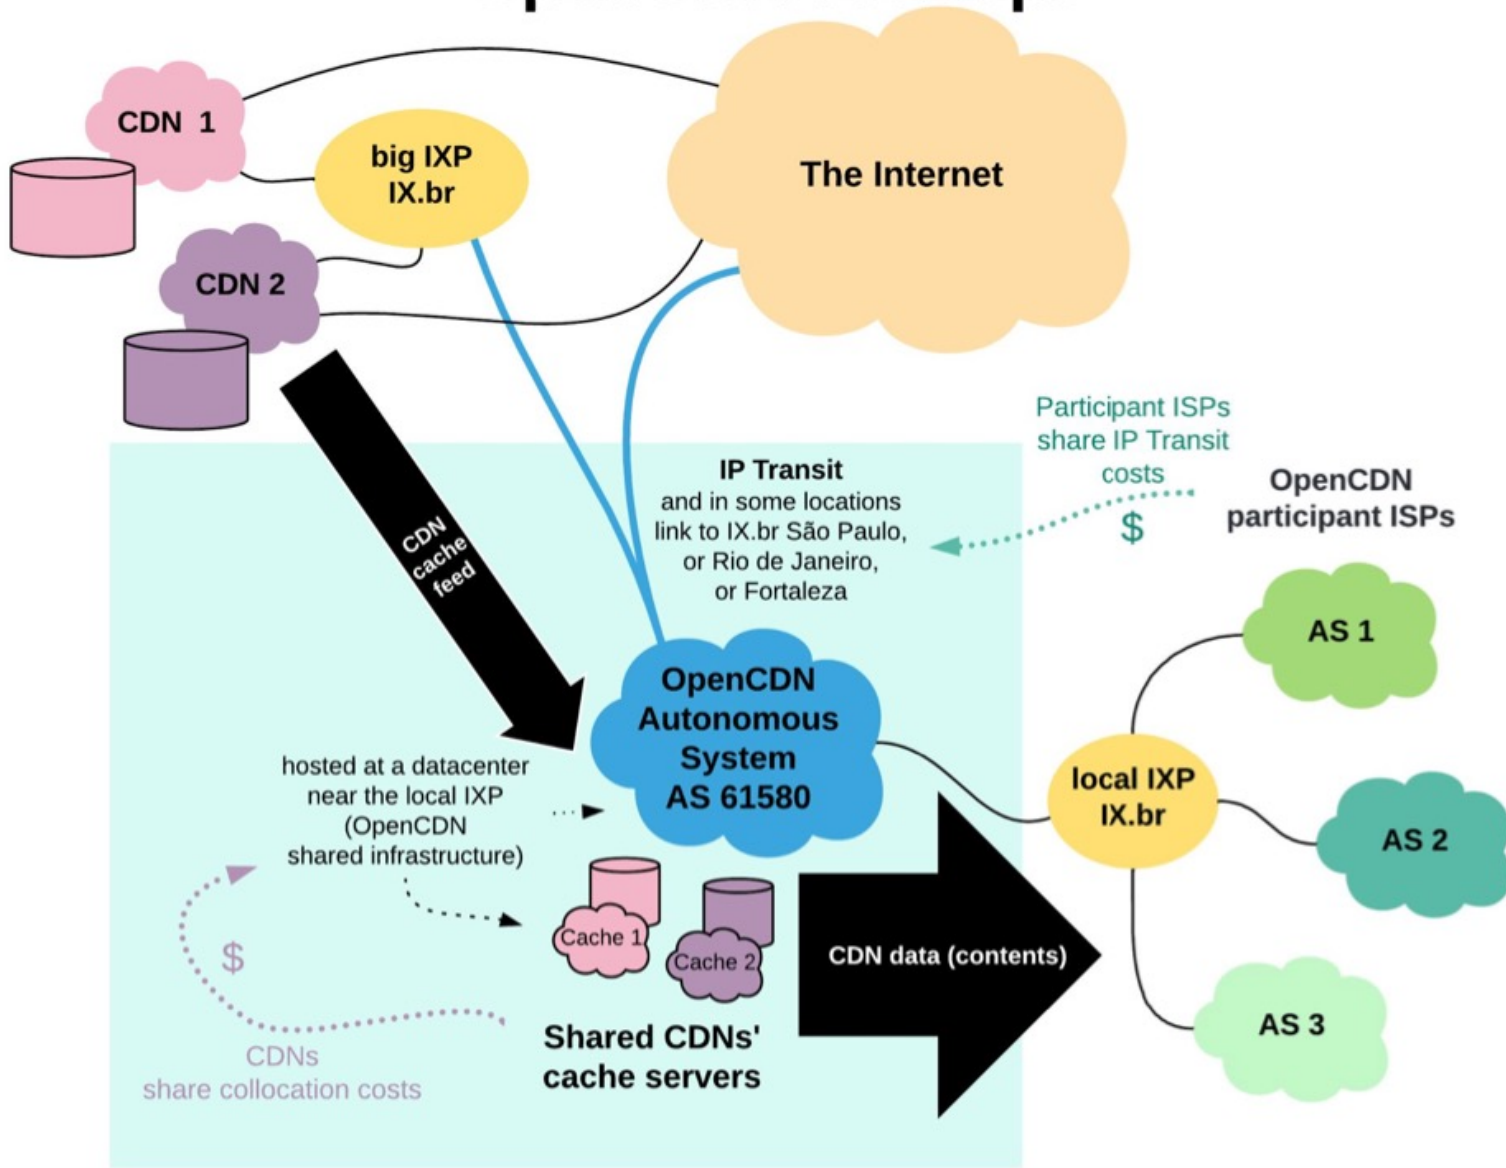 CDN 1
big IXP
IX.br
The Internet
CDN 2
CDN
cache
feed
IP Transit
and in some locations
link to IX.br São Paulo,
or Rio de Janeiro,
or Fortaleza
Participant ISPs
share IP Transit
costs
$
OpenCDN
participant ISPs
AS 1
OpenCDN
Autonomous
System
AS 61580
local IXP
IX.br
AS 2
hosted at a datacenter
near the local IXP
(OpenCDN
shared infrastructure)
Cache 1
Cache 2
$
CDN data (contents)
AS 3
Shared CDNs'
cache servers
CDNs
share collocation costs